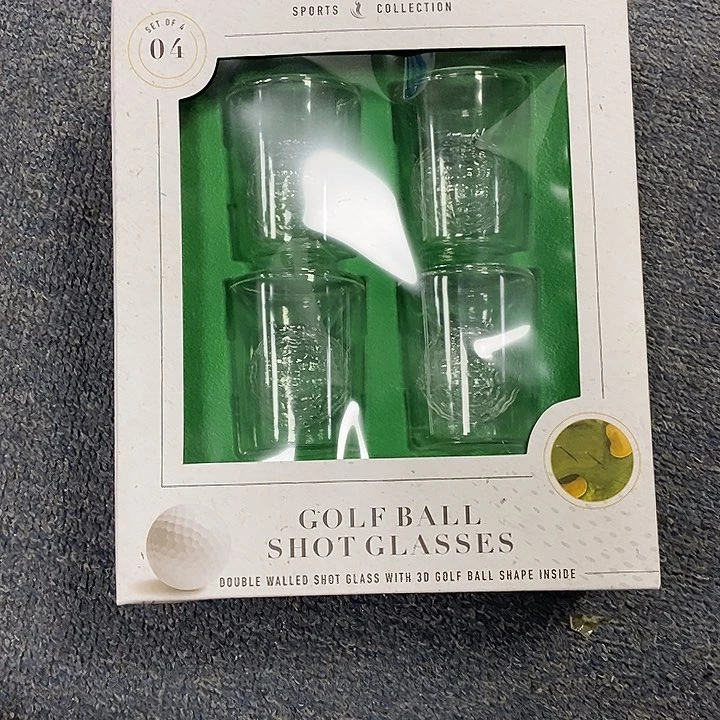 SPORTS COLLECTION
SET OF 4
04
GOLF BALL
SHOT GLASSES
DOUBLE WALLED SHOT GLASS WITH 3D GOLF BALL SHAPE INSIDE